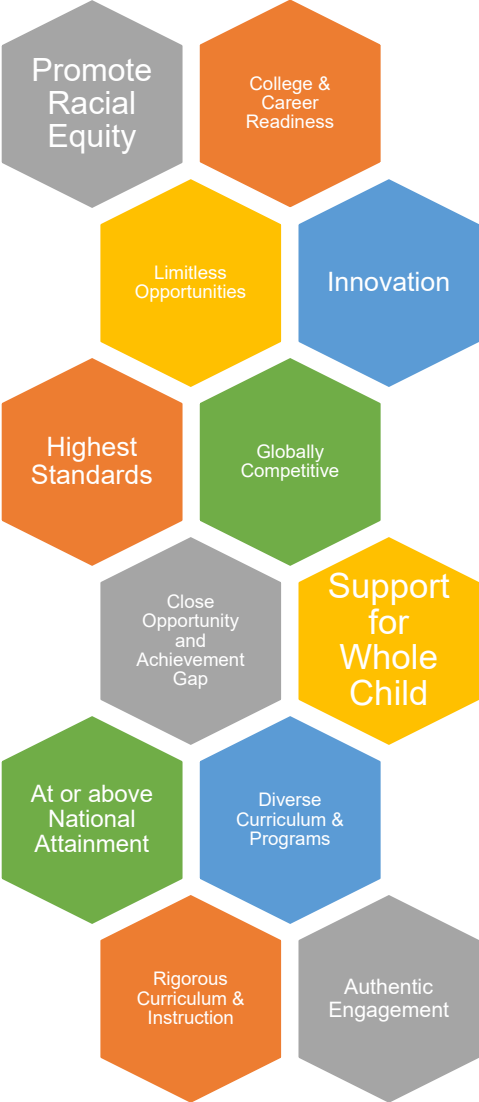 Promote
Racial
Equity
College &
Career
Readiness
Limitless
Opportunities
Innovation
Highest
Standards
Globally
Competitive
Close
Opportunity
and
Achievement
Gap
Support
for
Whole
Child
At or above
National
Attainment
Diverse
Curriculum &
Programs
Rigorous
Curriculum &
Instruction
Authentic
Engagement